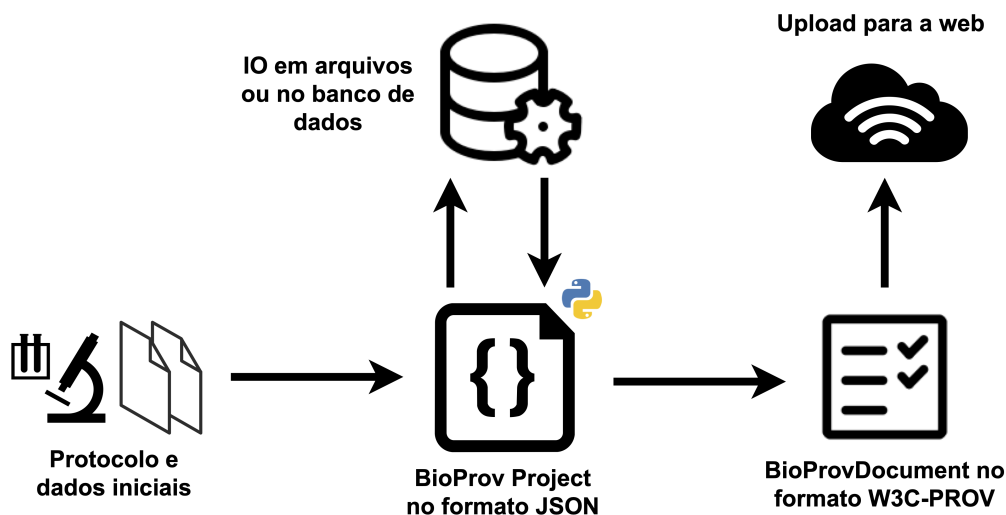 Upload para a web
IO em arquivos
ou no banco de
dados
{}
Protocolo e
dados iniciais
BioProv Project
no formato JSON
BioProvDocument no
formato W3C-PROV